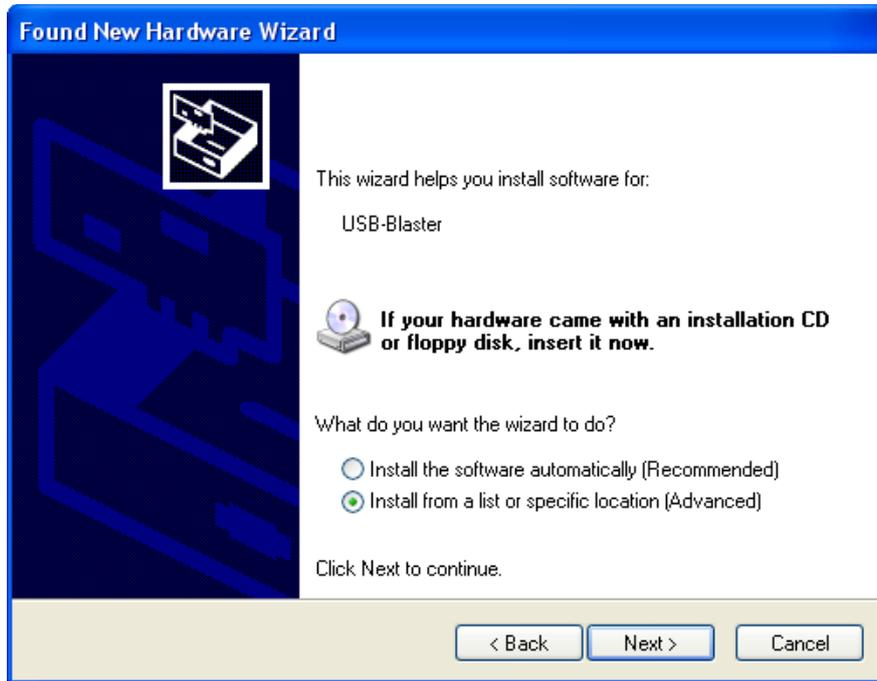 Found New Hardware Wizard
This wizard helps you install software for:
USB-Blaster
If your hardware came with an installation CD
or floppy disk, insert it now.
What do you want the wizard to do?
Install the software automatically (Recommended)
Install from a list or specific location (Advanced)
Click Next to continue.
< Back Next > Cancel